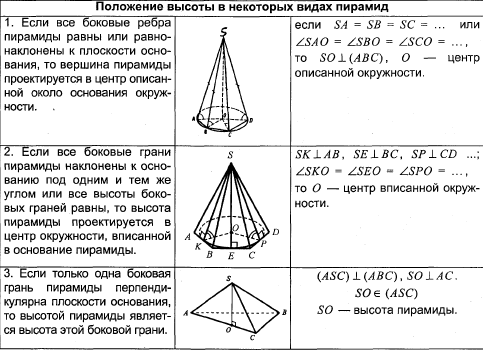 Положение высоты в некоторых видах пирамид
1. Если все боковые ребра
пирамиды равны или равно-
наклонены к плоскости осно-
вания, то вершина пирамиды
проектируется в центр описан-
ной около основания окруж-
ности.
S
A
B
C
D
если SA = SB = SC = ... или
∠SAO = ∠SBO = ∠SCO = ...,
то SO⊥(ABC), O — центр
описанной окружности.
2. Если все боковые грани
пирамиды наклонены к осно-
ванию под одним и тем же
углом или все высоты боко-
вых граней равны, то высота
пирамиды проектируется в
центр окружности, вписанной
в основание пирамиды.
S
A
O
D
K
P
B
E
C
SK⊥AB, SE⊥BC, SP⊥CD ...;
∠SKO = ∠SEO = ∠SPO = ...,
то O — центр вписанной окруж-
ности.
3. Если только одна боковая
грань пирамиды перпенди-
кулярна плоскости основания,
то высотой пирамиды являет-
ся высота этой боковой грани.
S
A
B
O
C
(ASC)⊥(ABC), SO⊥AC.
SO∈(ASC)
SO — высота пирамиды.